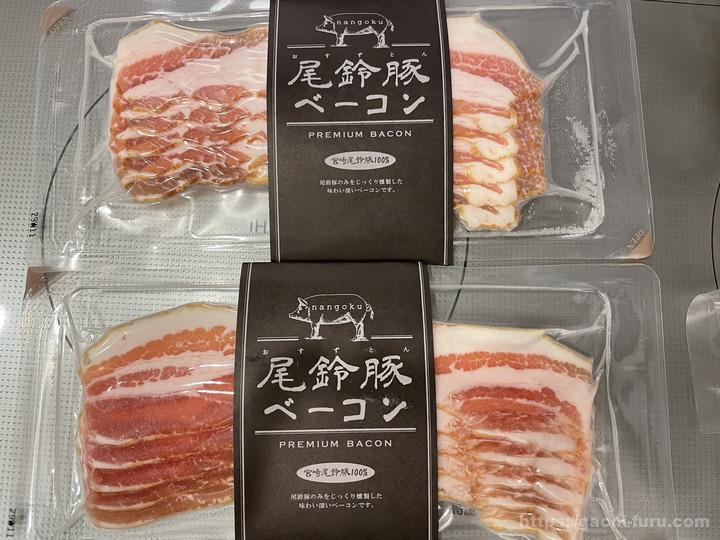 nangoku
おすずとん
尾鈴豚
ベーコン
PREMIUM BACON
宮崎尾鈴豚100%
尾鈴豚のみをじっくり燻製した
味わい深いベーコンです。
OPEN
29W11
nangoku
おすずとん
尾鈴豚
ベーコン
PREMIUM BACON
宮崎尾鈴豚100%
尾鈴豚のみをじっくり燻製した
味わい深いベーコンです。
https://gachi-furu.com